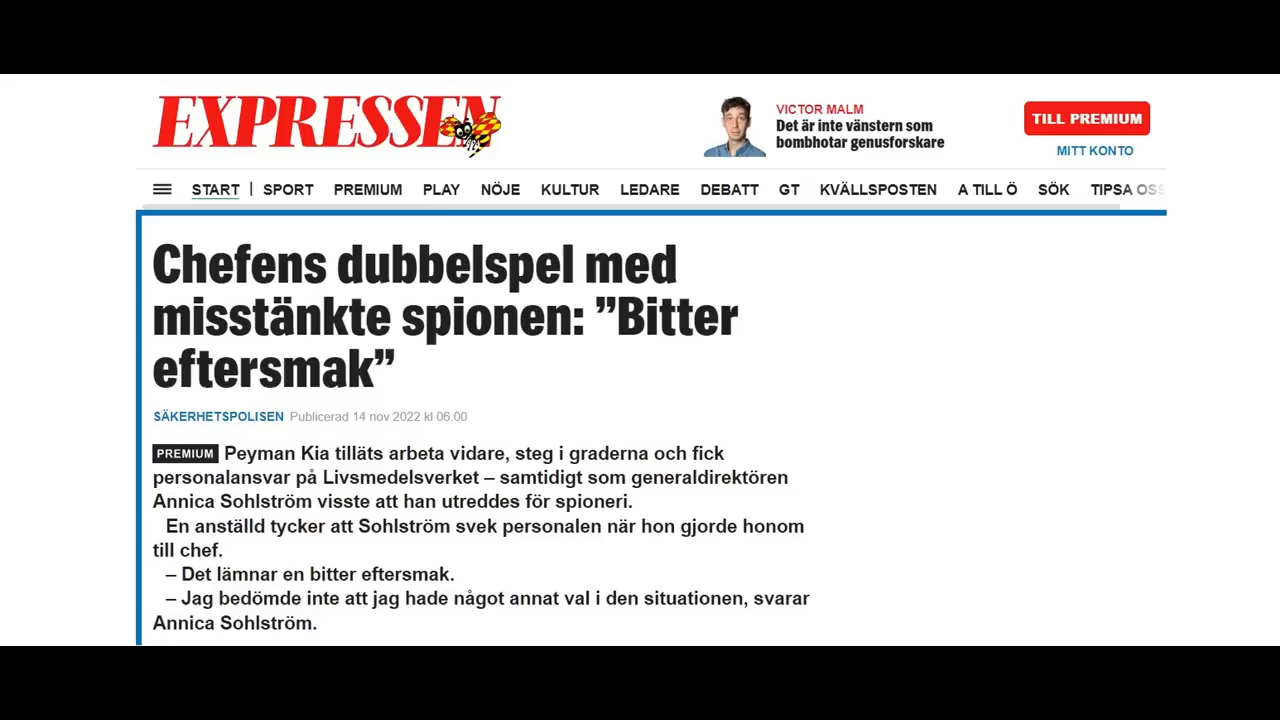 EXPRESSEN
VICTOR MALM
Det är inte vänstern som
bombhotar genusforskare
TILL PREMIUM
MITT KONTO
START | SPORT PREMIUM PLAY NÖJE KULTUR LEDARE DEBATT GT KVÄLLSPOSTEN A TILL Ö SÖK TIPSA OSS
Chefens dubbelspel med
misstänkte spionen: ”Bitter
eftersmak”
SÄKERHETSPOLISEN Publicerad 14 nov 2022 kl 06.00
PREMIUM Peyman Kia tilläts arbeta vidare, steg i graderna och fick
personalansvar på Livsmedelsverket – samtidigt som generaldirektören
Annica Sohlström visste att han utreddes för spioneri.
En anställd tycker att Sohlström svek personalen när hon gjorde honom
till chef.
– Det lämnar en bitter eftersmak.
– Jag bedömde inte att jag hade något annat val i den situationen, svarar
Annica Sohlström.